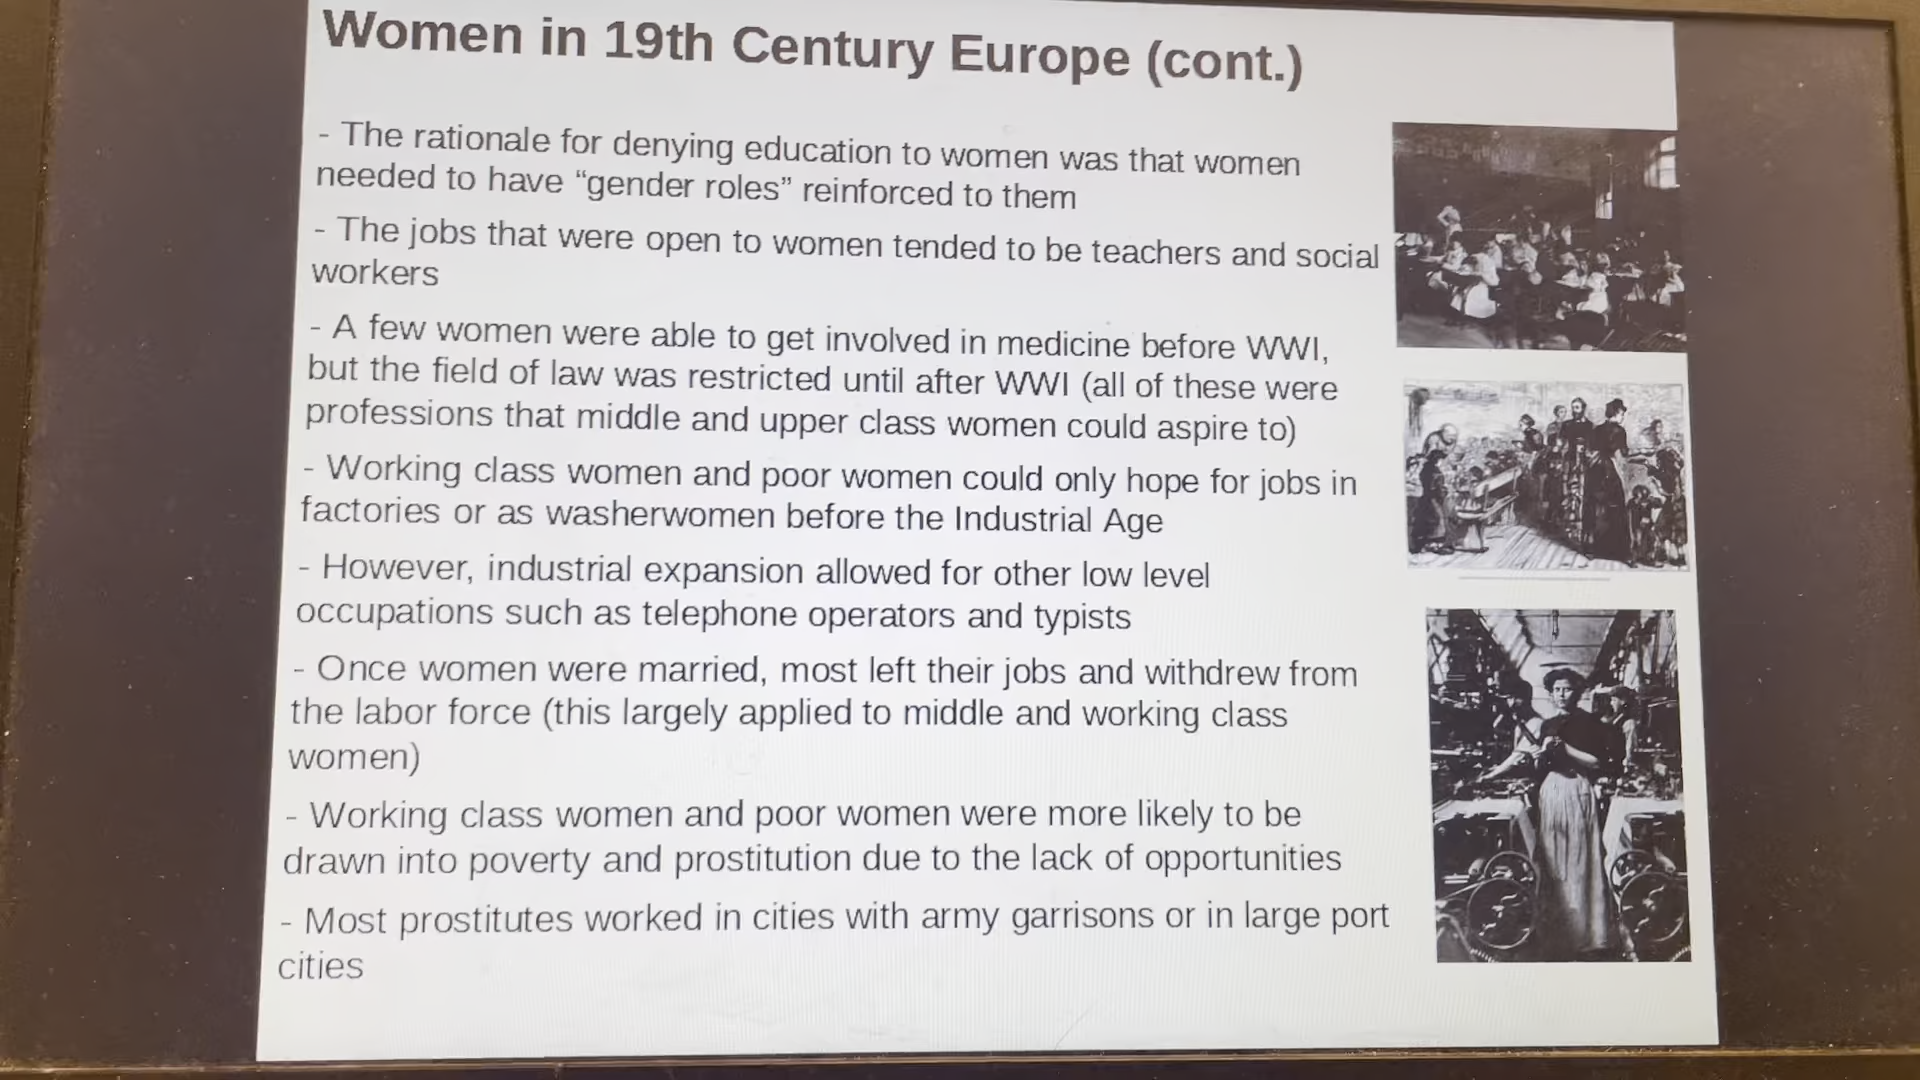 Women in 19th Century Europe (cont.)
- The rationale for denying education to women was that women
needed to have “gender roles” reinforced to them
- The jobs that were open to women tended to be teachers and social
workers
- A few women were able to get involved in medicine before WWI,
but the field of law was restricted until after WWI (all of these were
professions that middle and upper class women could aspire to)
- Working class women and poor women could only hope for jobs in
factories or as washerwomen before the Industrial Age
- However, industrial expansion allowed for other low level
occupations such as telephone operators and typists
- Once women were married, most left their jobs and withdrew from
the labor force (this largely applied to middle and working class
women)
- Working class women and poor women were more likely to be
drawn into poverty and prostitution due to the lack of opportunities
- Most prostitutes worked in cities with army garrisons or in large port
cities